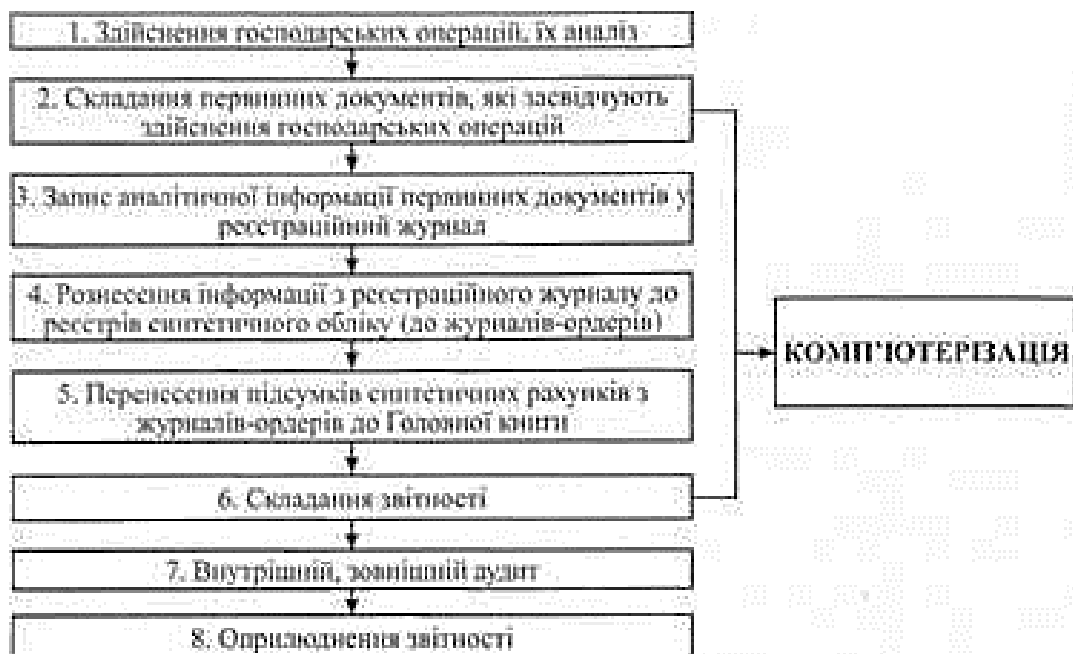 1. Здійснення господарських операцій, їх аналіз
2. Складання первинних документів, які засвідчують
здійснення господарських операцій
3. Запис аналітичної інформації первинних документів у
реєстраційний журнал
4. Рознесення інформації з реєстраційного журналу до
реєстрів синтетичного обліку (до журналів-ордерів)
5. Перенесення підсумків синтетичних рахунків з
журналів-ордерів до Головної книги
6. Складання звітності
7. Внутрішній, зовнішній аудит
8. Оприлюднення звітності
КОМП'ЮТЕРИЗАЦІЯ